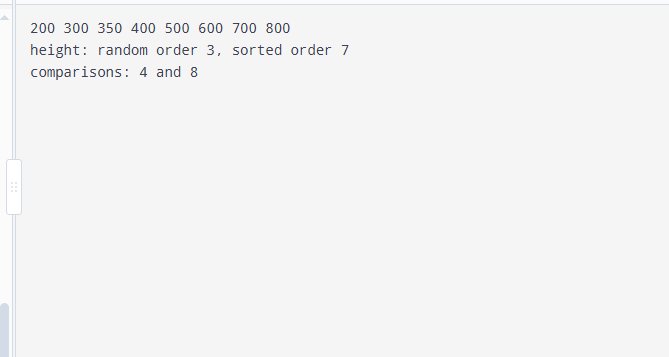 200 300 350 400 500 600 700 800
height: random order 3, sorted order 7
comparisons: 4 and 8